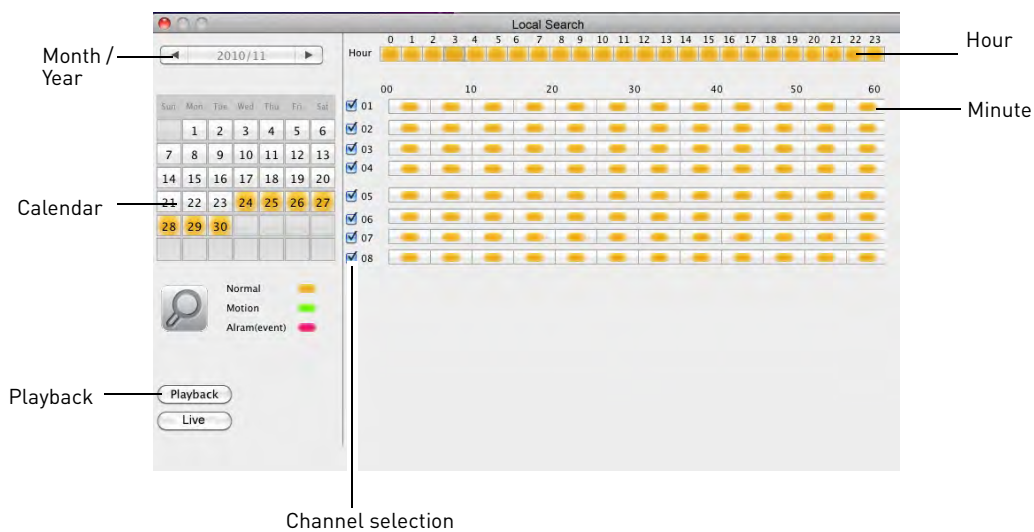 Local Search
Month /
Year
2010/11
Hour
0 1 2 3 4 5 6 7 8 9 10 11 12 13 14 15 16 17 18 19 20 21 22 23
Hour
00 10 20 30 40 50 60
Minute
Sun Mon Tue Wed Thu Fri Sat
1 2 3 4 5 6
7 8 9 10 11 12 13
14 15 16 17 18 19 20
21 22 23 24 25 26 27
28 29 30
Calendar
01
02
03
04
05
06
07
08
Normal
Motion
Alram(event)
Playback
Playback
Live
Channel selection